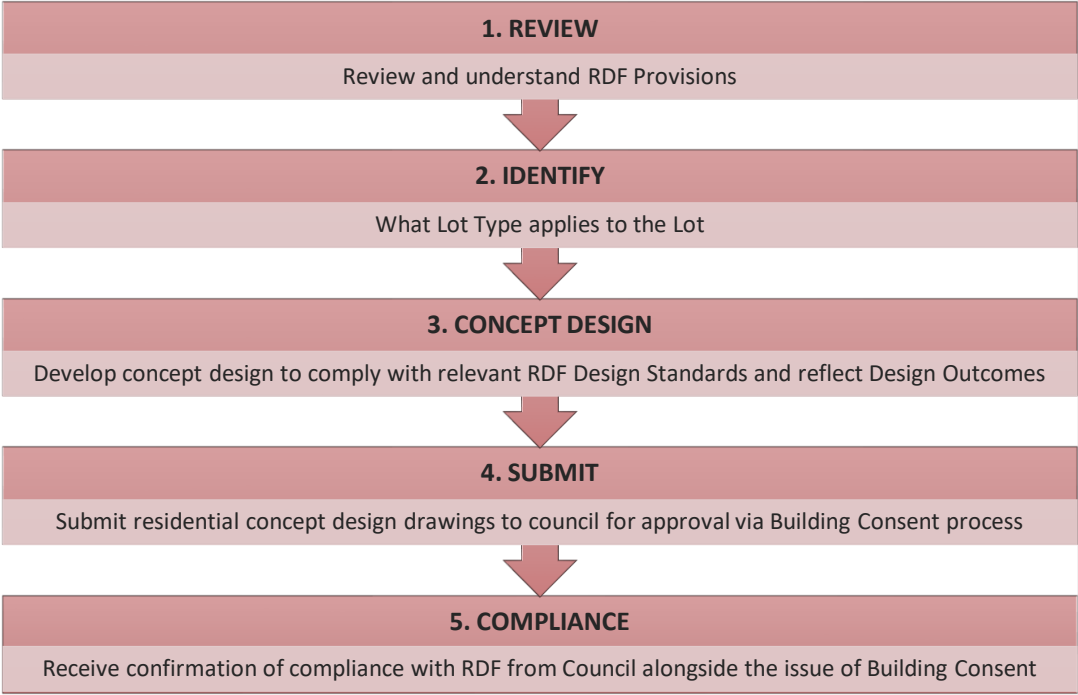 1. REVIEW
Review and understand RDF Provisions
2. IDENTIFY
What Lot Type applies to the Lot
3. CONCEPT DESIGN
Develop concept design to comply with relevant RDF Design Standards and reflect Design Outcomes
4. SUBMIT
Submit residential concept design drawings to council for approval via Building Consent process
5. COMPLIANCE
Receive confirmation of compliance with RDF from Council alongside the issue of Building Consent